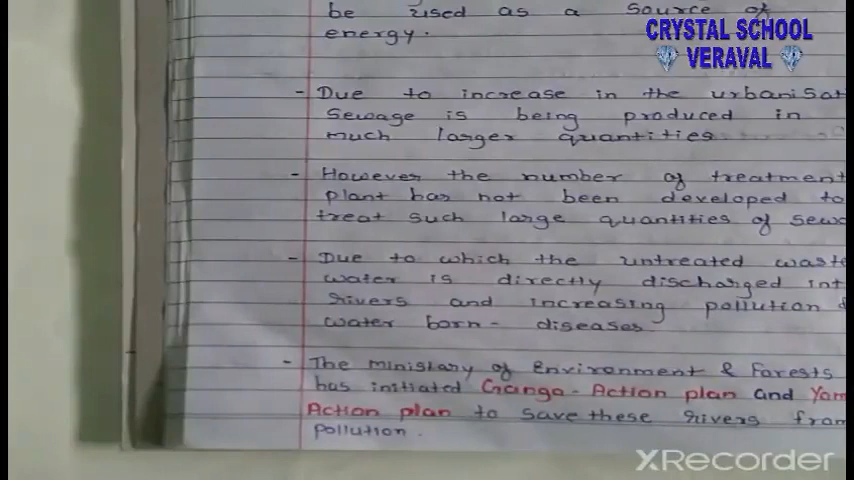 be used as a source of
energy.
CRYSTAL SCHOOL
VERAVAL
- Due to increase in the urbanisat
sewage is being produced in
much larger quantities
- However the number of treatment
plant has not been developed to
treat such large quantities of sewa
- Due to which the untreated waste
water is directly discharged int
rivers and increasing pollution &
water born - diseases
- The ministary of Environment & Forests
has initiated Ganga - Action plan and Yam
Action plan to save these rivers from
pollution.
XRecorder